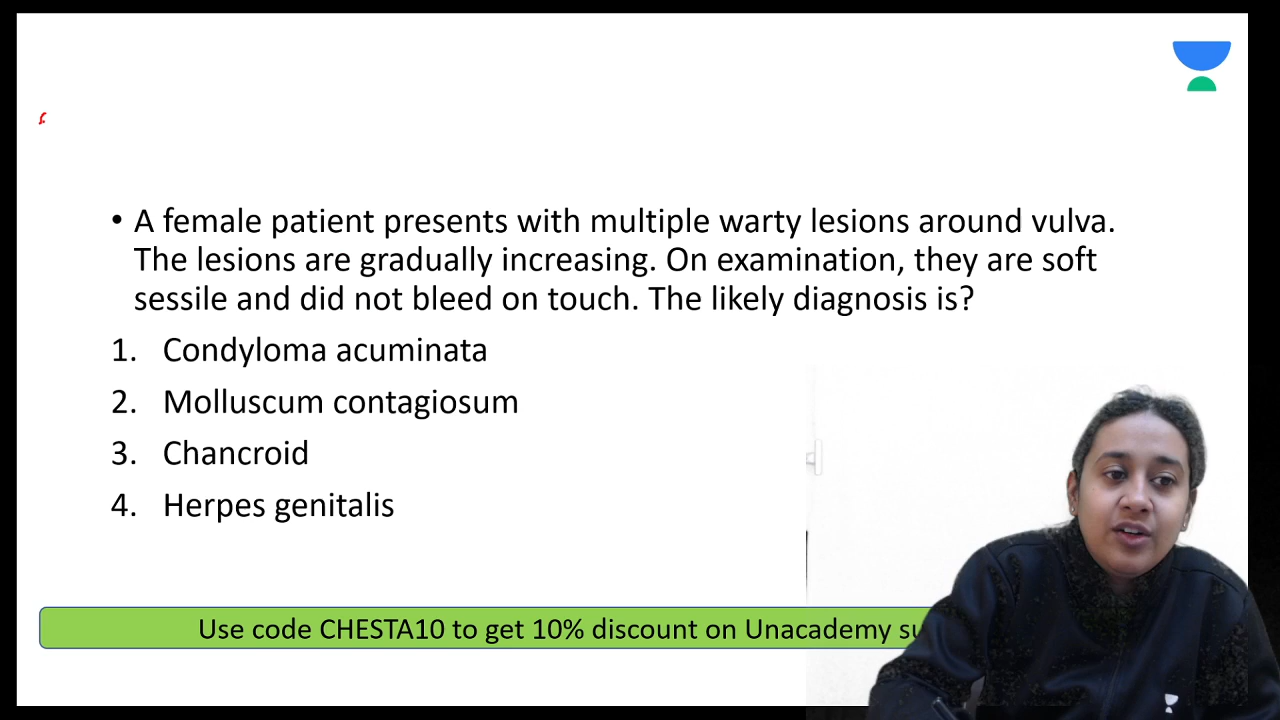 • A female patient presents with multiple warty lesions around vulva.
The lesions are gradually increasing. On examination, they are soft
sessile and did not bleed on touch. The likely diagnosis is?
1. Condyloma acuminata
2. Molluscum contagiosum
3. Chancroid
4. Herpes genitalis
Use code CHESTA10 to get 10% discount on Unacademy su